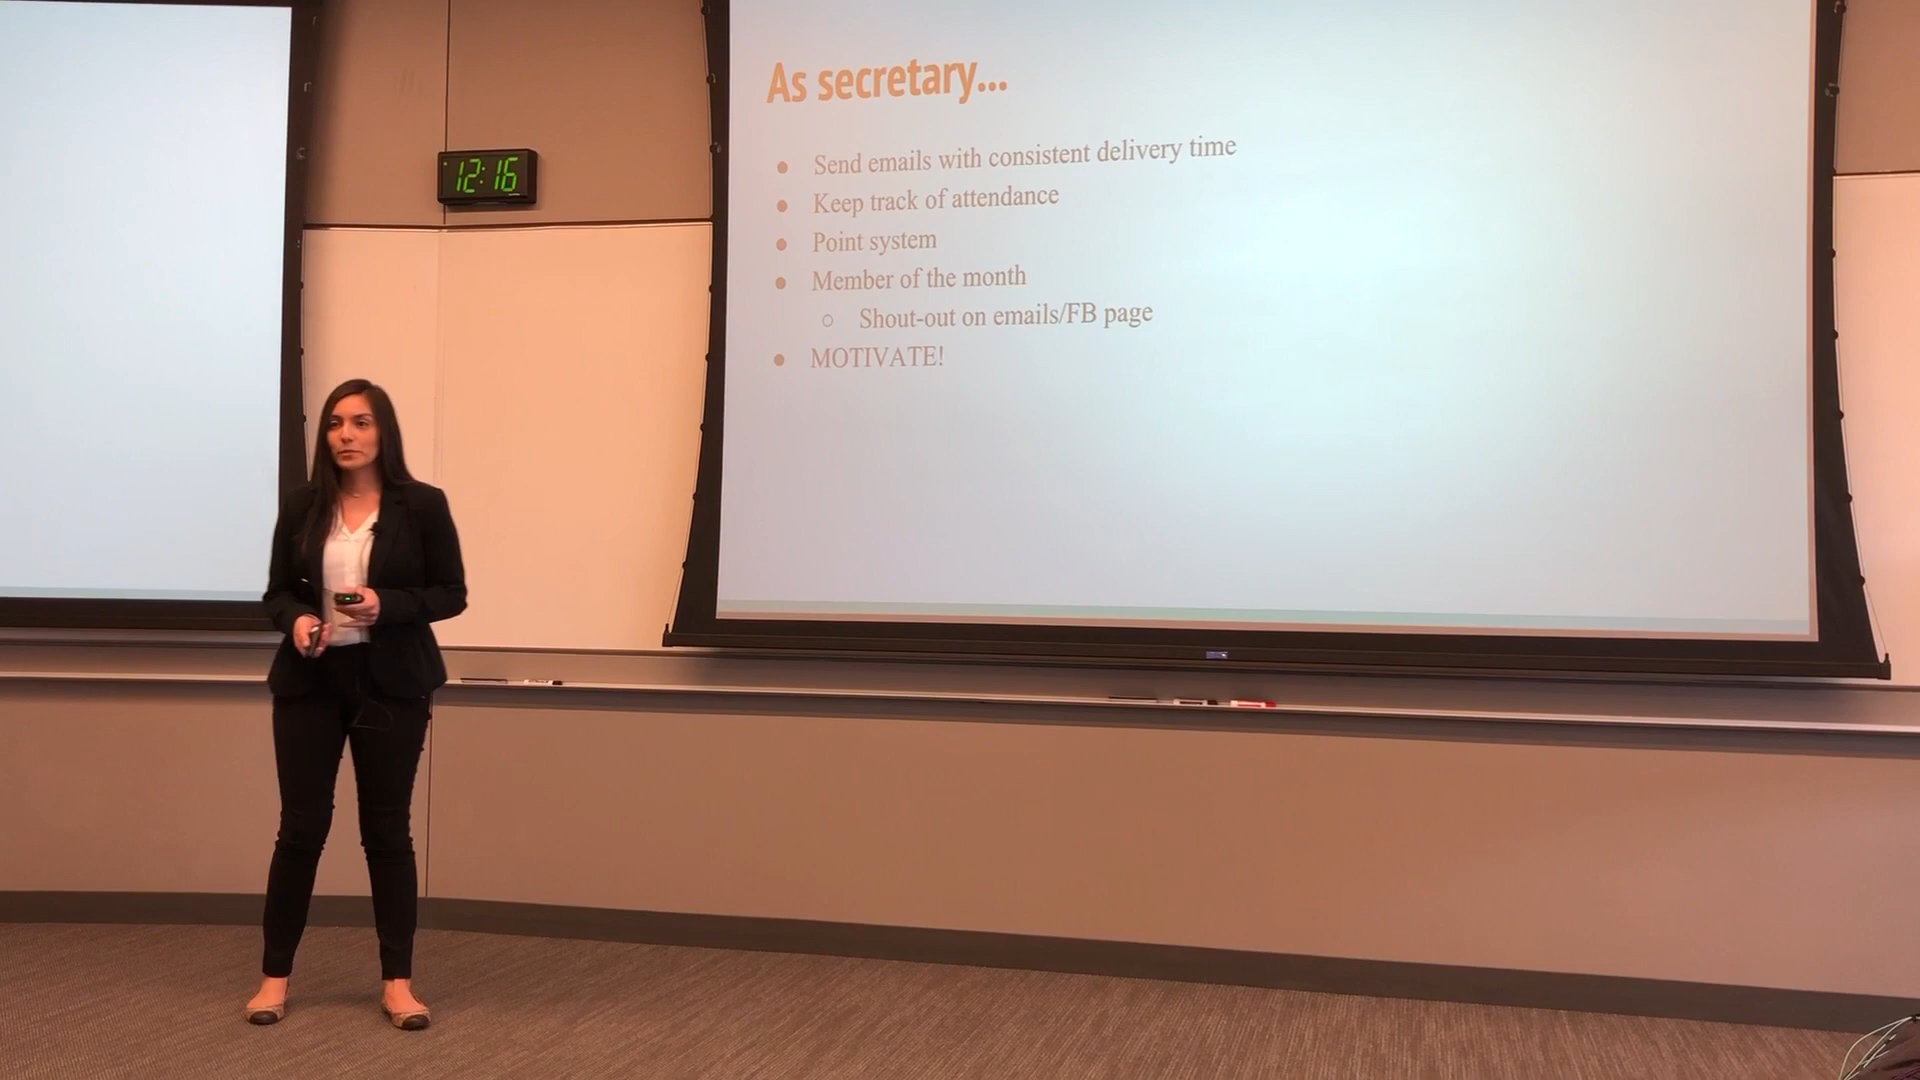 12:16
As secretary...
● Send emails with consistent delivery time
● Keep track of attendance
● Point system
● Member of the month
○ Shout-out on emails/FB page
● MOTIVATE!